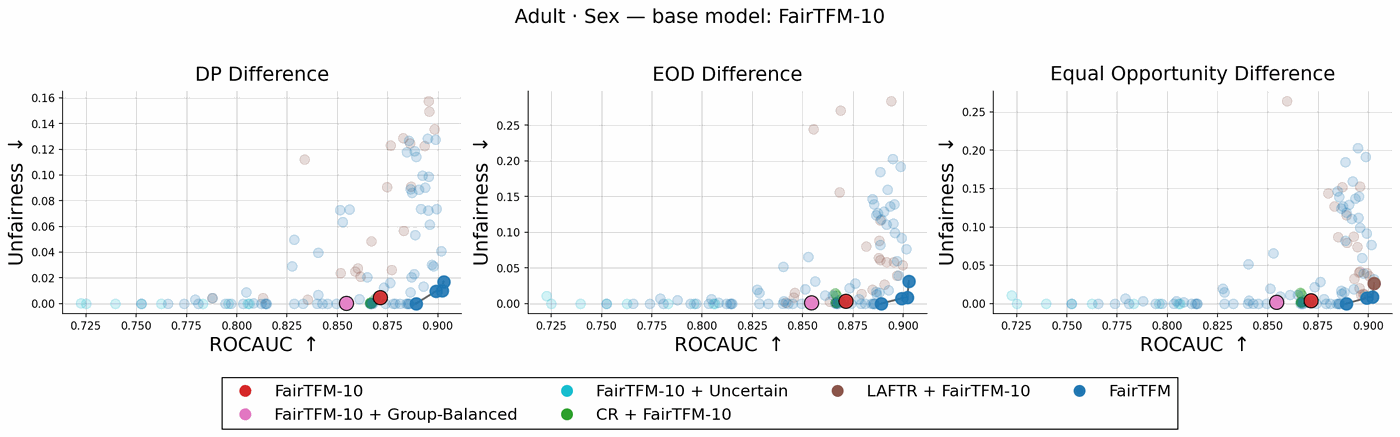 Adult · Sex — base model: FairTFM-10
DP Difference
EOD Difference
Equal Opportunity Difference
Unfairness ↓
0.16
0.14
0.12
0.10
0.08
0.06
0.04
0.02
0.00
0.725 0.750 0.775 0.800 0.825 0.850 0.875 0.900
ROCAUC ↑
Unfairness ↓
0.25
0.20
0.15
0.10
0.05
0.00
0.725 0.750 0.775 0.800 0.825 0.850 0.875 0.900
ROCAUC ↑
Unfairness ↓
0.25
0.20
0.15
0.10
0.05
0.00
0.725 0.750 0.775 0.800 0.825 0.850 0.875 0.900
ROCAUC ↑
FairTFM-10
FairTFM-10 + Group-Balanced
FairTFM-10 + Uncertain
CR + FairTFM-10
LAFTR + FairTFM-10
FairTFM